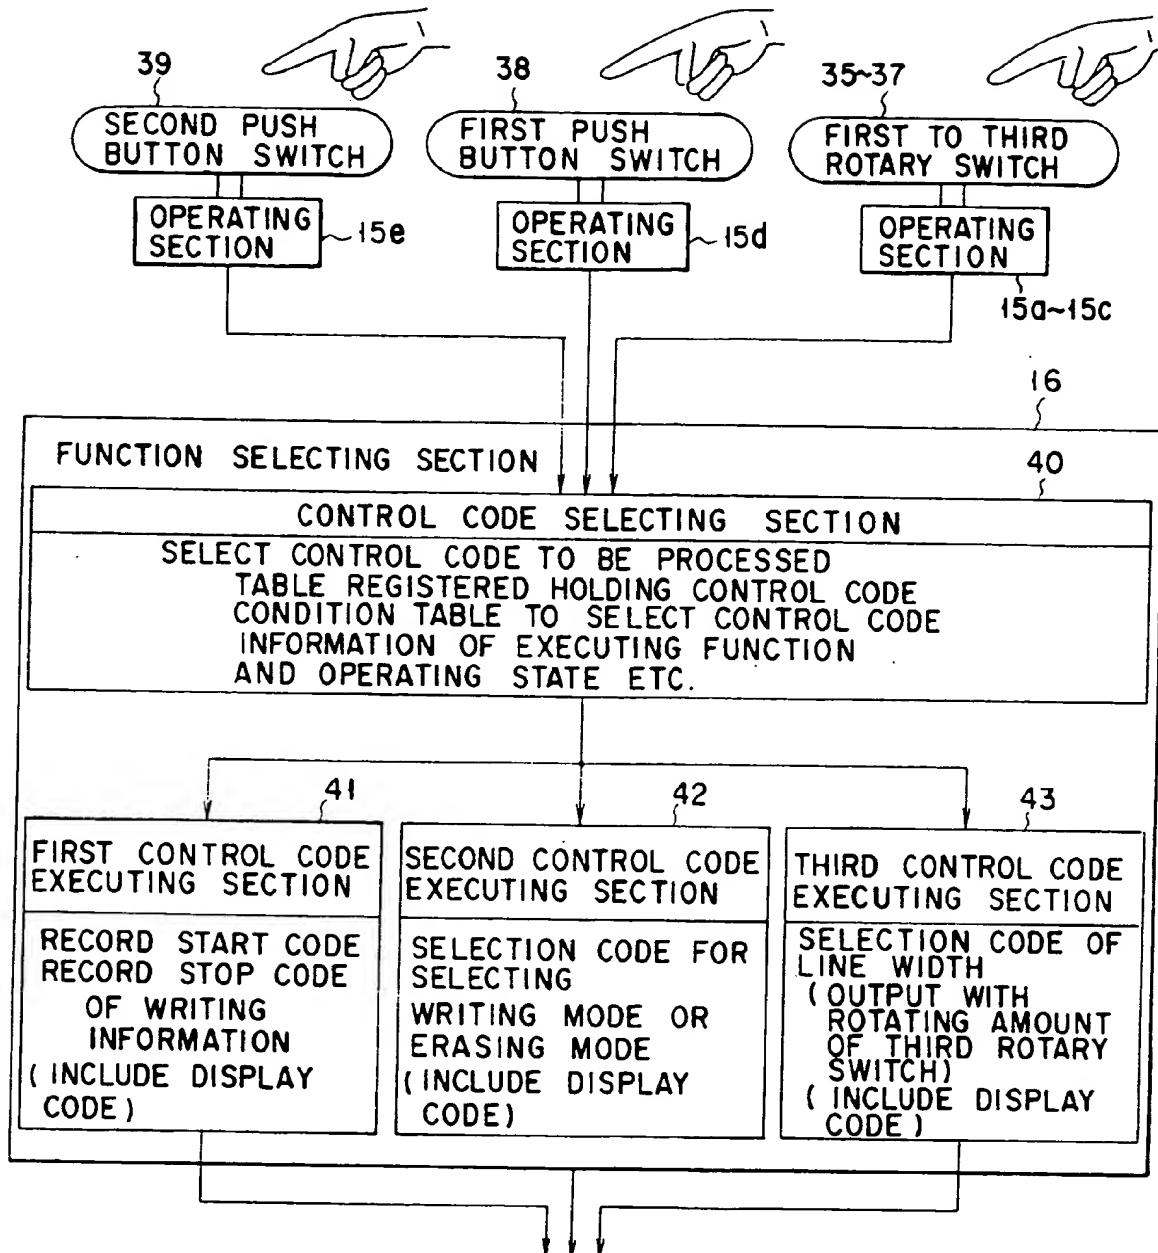 39
SECOND PUSH
BUTTON SWITCH
38
FIRST PUSH
BUTTON SWITCH
35~37
FIRST TO THIRD
ROTARY SWITCH
OPERATING
SECTION
15e
OPERATING
SECTION
15d
OPERATING
SECTION
15a~15c
16
FUNCTION SELECTING SECTION
40
CONTROL CODE SELECTING SECTION
SELECT CONTROL CODE TO BE PROCESSED
TABLE REGISTERED HOLDING CONTROL CODE
CONDITION TABLE TO SELECT CONTROL CODE
INFORMATION OF EXECUTING FUNCTION
AND OPERATING STATE ETC.
41
FIRST CONTROL CODE
EXECUTING SECTION
RECORD START CODE
RECORD STOP CODE
OF WRITING
INFORMATION
(INCLUDE DISPLAY
CODE)
42
SECOND CONTROL CODE
EXECUTING SECTION
SELECTION CODE FOR
SELECTING
WRITING MODE OR
ERASING MODE
(INCLUDE DISPLAY
CODE)
43
THIRD CONTROL CODE
EXECUTING SECTION
SELECTION CODE OF
LINE WIDTH
(OUTPUT WITH
ROTATING AMOUNT
OF THIRD ROTARY
SWITCH)
(INCLUDE DISPLAY
CODE)